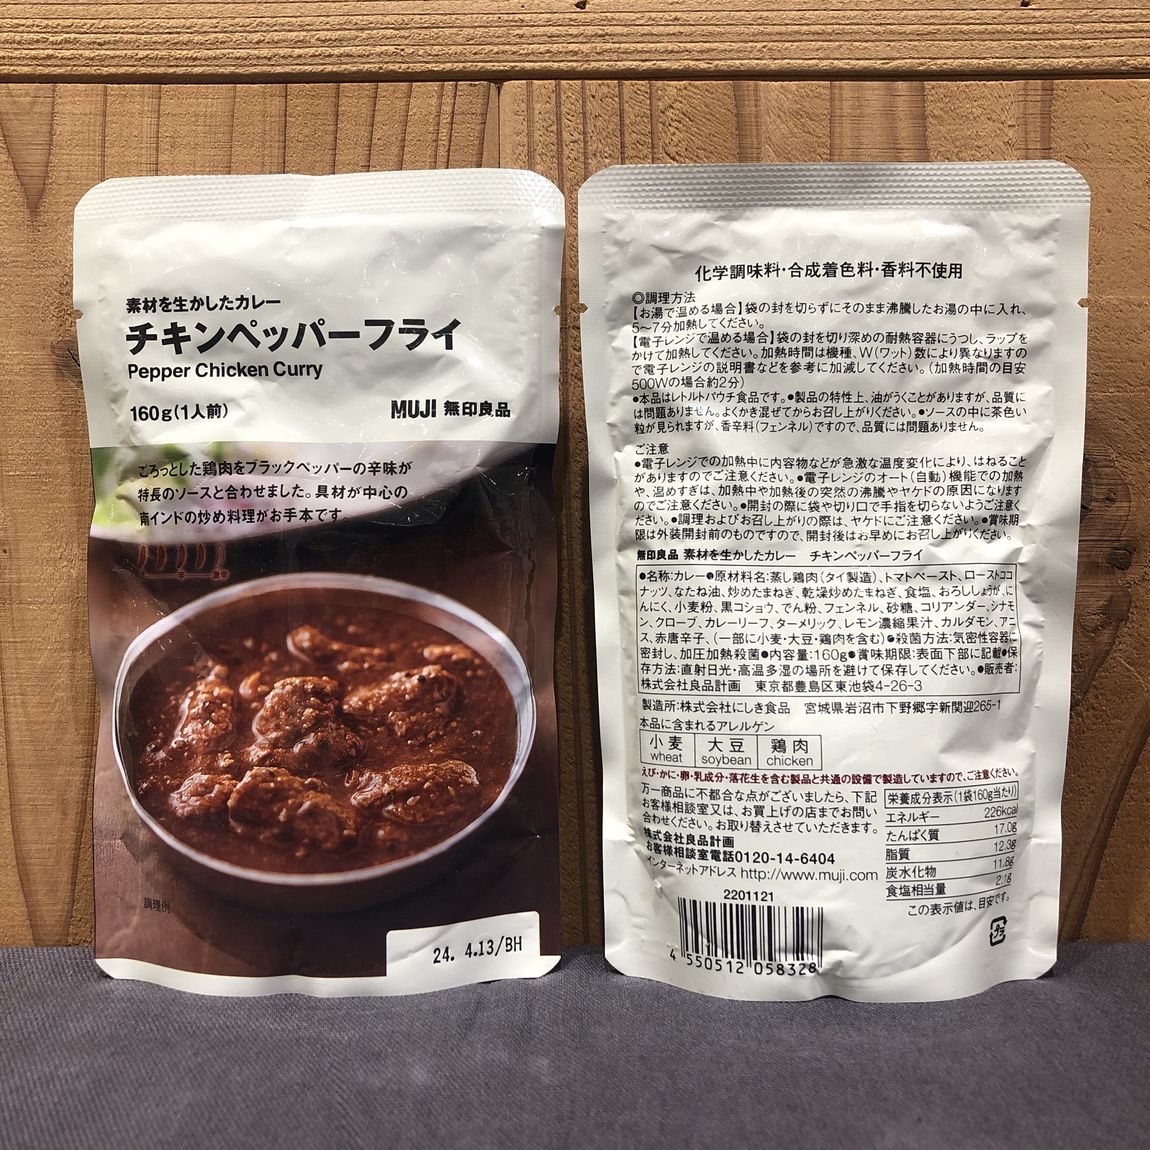 素材を生かしたカレー
チキンペッパーフライ
Pepper Chicken Curry
160g(1人前)
MUJI 無印良品
ごろっとした鶏肉をブラックペッパーの辛味が
特長のソースと合わせました。具材が中心の
南インドの炒め料理がお手本です。
辛 激辛
調理例
24. 4.13/BH
化学調味料・合成着色料・香料不使用
◎調理方法
【お湯で温める場合】袋の封を切らずにそのまま沸騰したお湯の中に入れ、
5〜7分加熱してください。
【電子レンジで温める場合】袋の封を切り深めの耐熱容器にうつし、ラップを
かけて加熱してください。加熱時間は機種、W(ワット)数により異なりますの
で電子レンジの説明書などを参考に加減してください。(加熱時間の目安
500Wの場合約2分)
●本品はレトルトパウチ食品です。●製品の特性上、油がうくことがありますが、品質に
は問題ありません。よくかき混ぜてからお召し上がりください。●ソースの中に茶色い
粒が見られますが、香辛料(フェンネル)ですので、品質には問題ありません。
ご注意
●電子レンジでの加熱中に内容物などが急激な温度変化により、はねること
がありますのでご注意ください。●電子レンジのオート(自動)機能での加熱
や、温めすぎは、加熱中や加熱後の突然の沸騰やヤケドの原因になります
のでご注意ください。●開封の際に袋や切り口で手指を切らないようご注意く
ださい。●調理およびお召し上がりの際は、ヤケドにご注意ください。●賞味期
限は外装開封前のものですので、開封後はお早めにお召し上がりください。
無印良品 素材を生かしたカレー チキンペッパーフライ
●名称:カレー●原材料名:蒸し鶏肉(タイ製造)、トマトペースト、ローストココ
ナッツ、なたね油、炒めたまねぎ、乾燥炒めたまねぎ、食塩、おろししょうが、に
んにく、小麦粉、黒コショウ、でん粉、フェンネル、砂糖、コリアンダー、シナモ
ン、クローブ、カレーリーフ、ターメリック、レモン濃縮果汁、カルダモン、アニ
ス、赤唐辛子、(一部に小麦・大豆・鶏肉を含む)●殺菌方法:気密性容器に
密封し、加圧加熱殺菌●内容量:160g●賞味期限:表面下部に記載●保
存方法:直射日光・高温多湿の場所を避けて保存してください。●販売者:
株式会社良品計画 東京都豊島区東池袋4-26-3
製造所:株式会社にしき食品 宮城県岩沼市下野郷字新関迎265-1
本品に含まれるアレルゲン
小麦 大豆 鶏肉
wheat soybean chicken
えび・かに・卵・乳成分・落花生を含む製品と共通の設備で製造していますので、ご注意ください。
万一商品に不都合な点がございましたら、下記
お客様相談室又は、お買上げの店までお問い
合わせください。お取り替えさせていただきます。
株式会社良品計画
お客様相談室電話0120-14-6404
インターネットアドレス http://www.muji.com
栄養成分表示(1袋160g当たり)
エネルギー 226kcal
たんぱく質 17.0g
脂質 12.3g
炭水化物 11.8g
食塩相当量 2.1g
この表示値は、目安です。
2201121
4 550512 058328
プラ